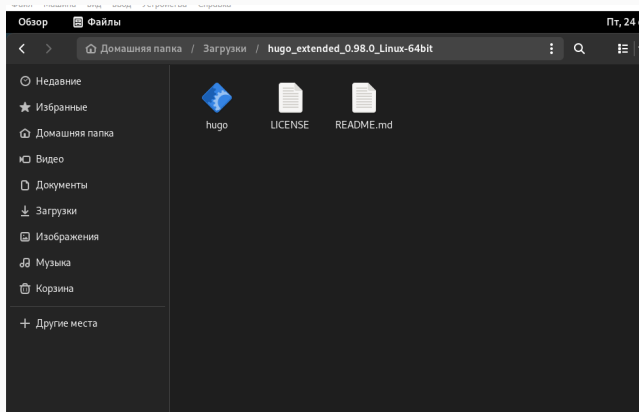 Обзор Файлы Пт, 24
Домашняя папка / Загрузки / hugo_extended_0.98.0_Linux-64bit
Недавние
Избранные
Домашняя папка
Видео
Документы
Загрузки
Изображения
Музыка
Корзина
Другие места
hugo LICENSE README.md